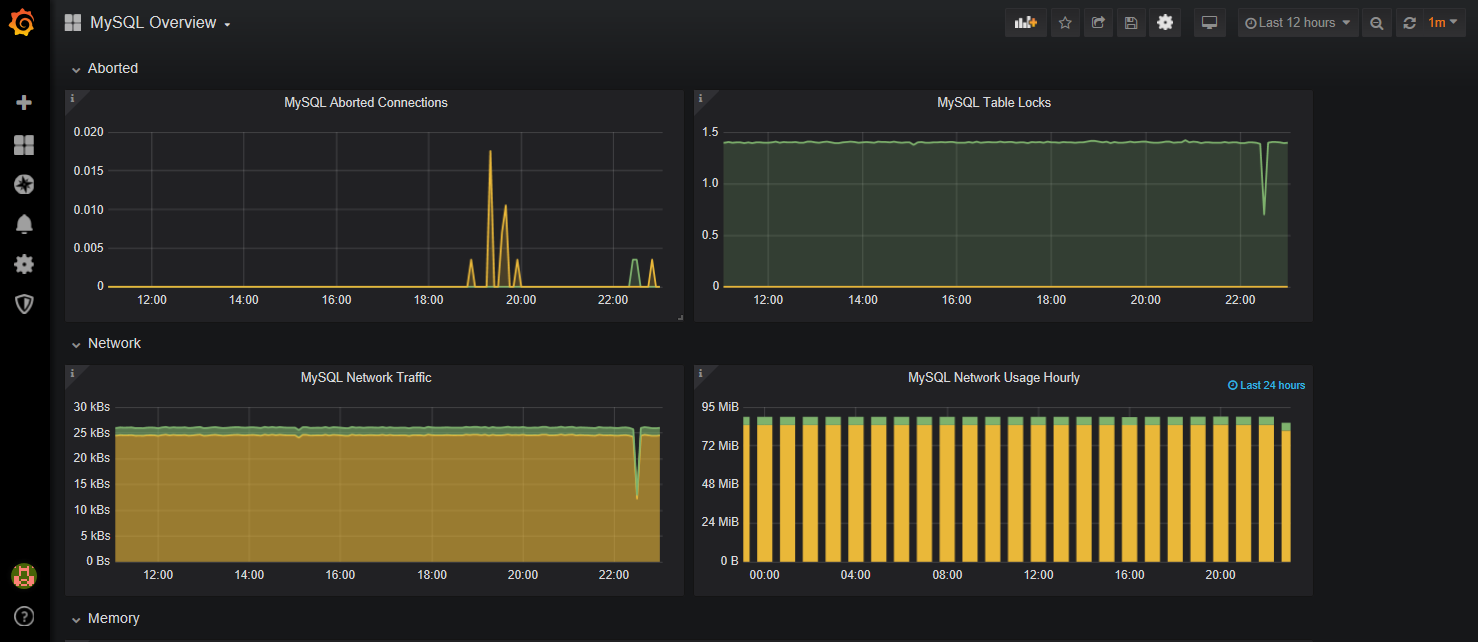 MySQL Overview
Last 12 hours
1m
Aborted
i
MySQL Aborted Connections
0.020
0.015
0.010
0.005
0
12:00 14:00 16:00 18:00 20:00 22:00
i
MySQL Table Locks
1.5
1.0
0.5
0
12:00 14:00 16:00 18:00 20:00 22:00
Network
i
MySQL Network Traffic
30 kBs
25 kBs
20 kBs
15 kBs
10 kBs
5 kBs
0 Bs
12:00 14:00 16:00 18:00 20:00 22:00
i
MySQL Network Usage Hourly
Last 24 hours
95 MiB
72 MiB
48 MiB
24 MiB
0 B
00:00 04:00 08:00 12:00 16:00 20:00
Memory
?